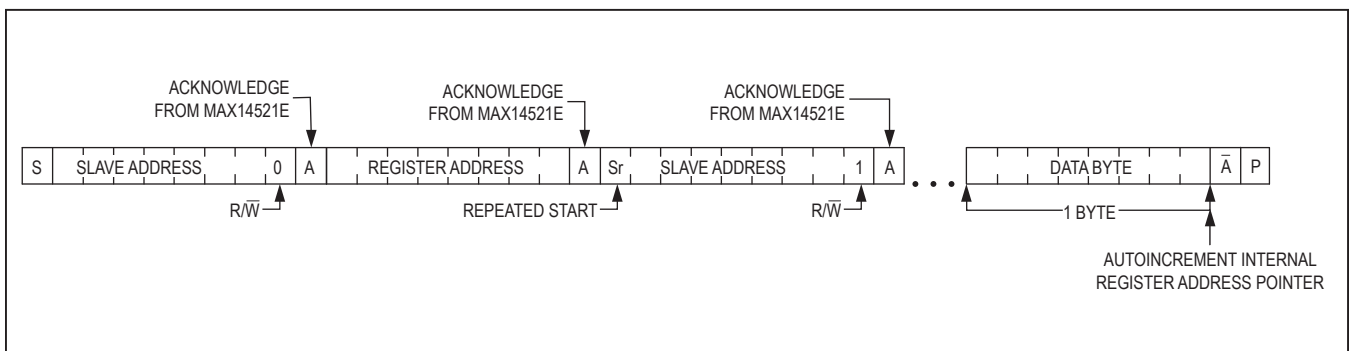 ACKNOWLEDGE
FROM MAX14521E
ACKNOWLEDGE
FROM MAX14521E
ACKNOWLEDGE
FROM MAX14521E
S SLAVE ADDRESS 0 A REGISTER ADDRESS A Sr SLAVE ADDRESS 1 A ••• DATA BYTE A̅ P
R/W̅ REPEATED START R/W̅ 1 BYTE
AUTOINCREMENT INTERNAL
REGISTER ADDRESS POINTER